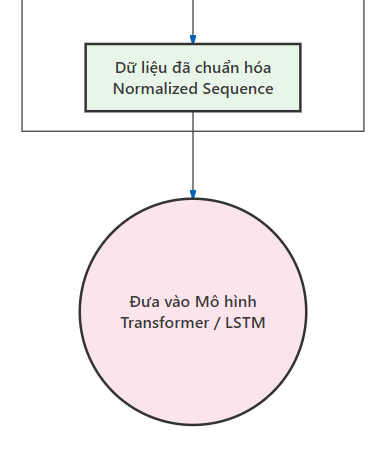 Dữ liệu đã chuẩn hóa
Normalized Sequence
Đưa vào Mô hình
Transformer / LSTM